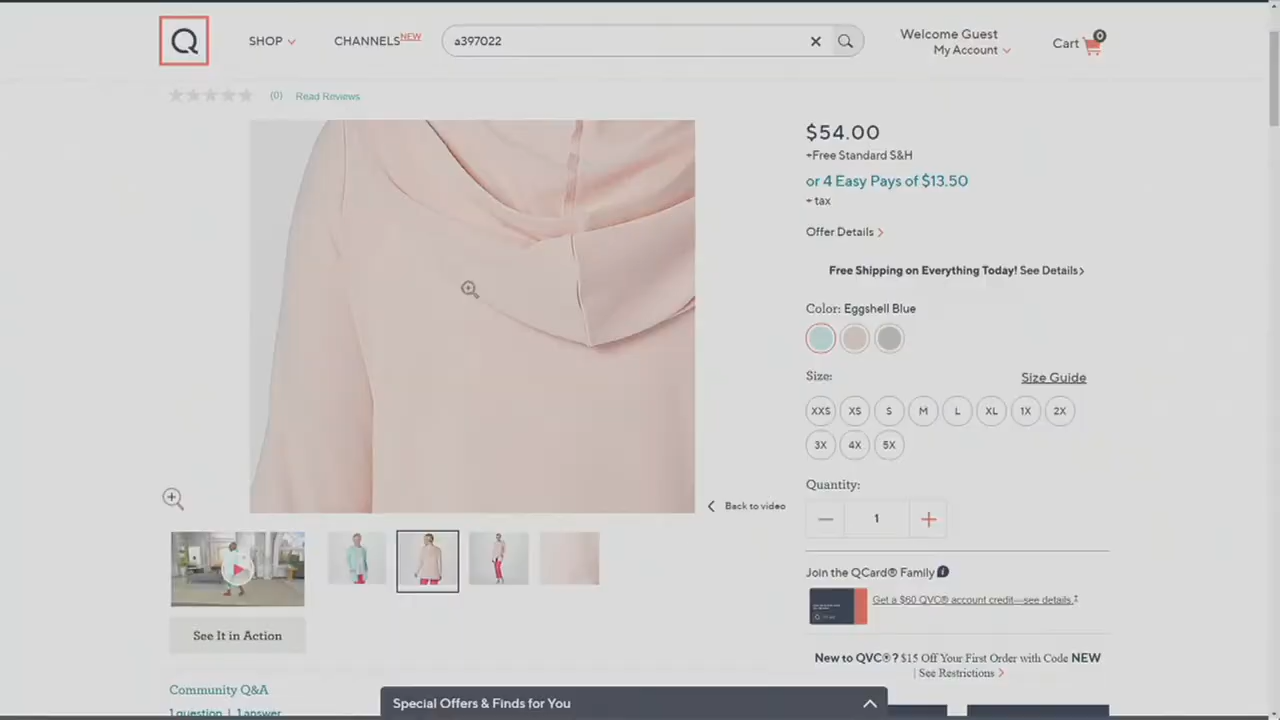 Q
SHOP
CHANNELS NEW
a397022
Welcome Guest
My Account
Cart
0
(0) Read Reviews
$54.00
+Free Standard S&H
or 4 Easy Pays of $13.50
+ tax
Offer Details >
Free Shipping on Everything Today! See Details>
Color: Eggshell Blue
Size:
Size Guide
XXS XS S M L XL 1X 2X
3X 4X 5X
Quantity:
1
Back to video
Join the QCard® Family
Get a $60 QVC® account credit—see details.‡
See It in Action
New to QVC®? $15 Off Your First Order with Code NEW
| See Restrictions >
Community Q&A
1 question | 1 answer
Special Offers & Finds for You